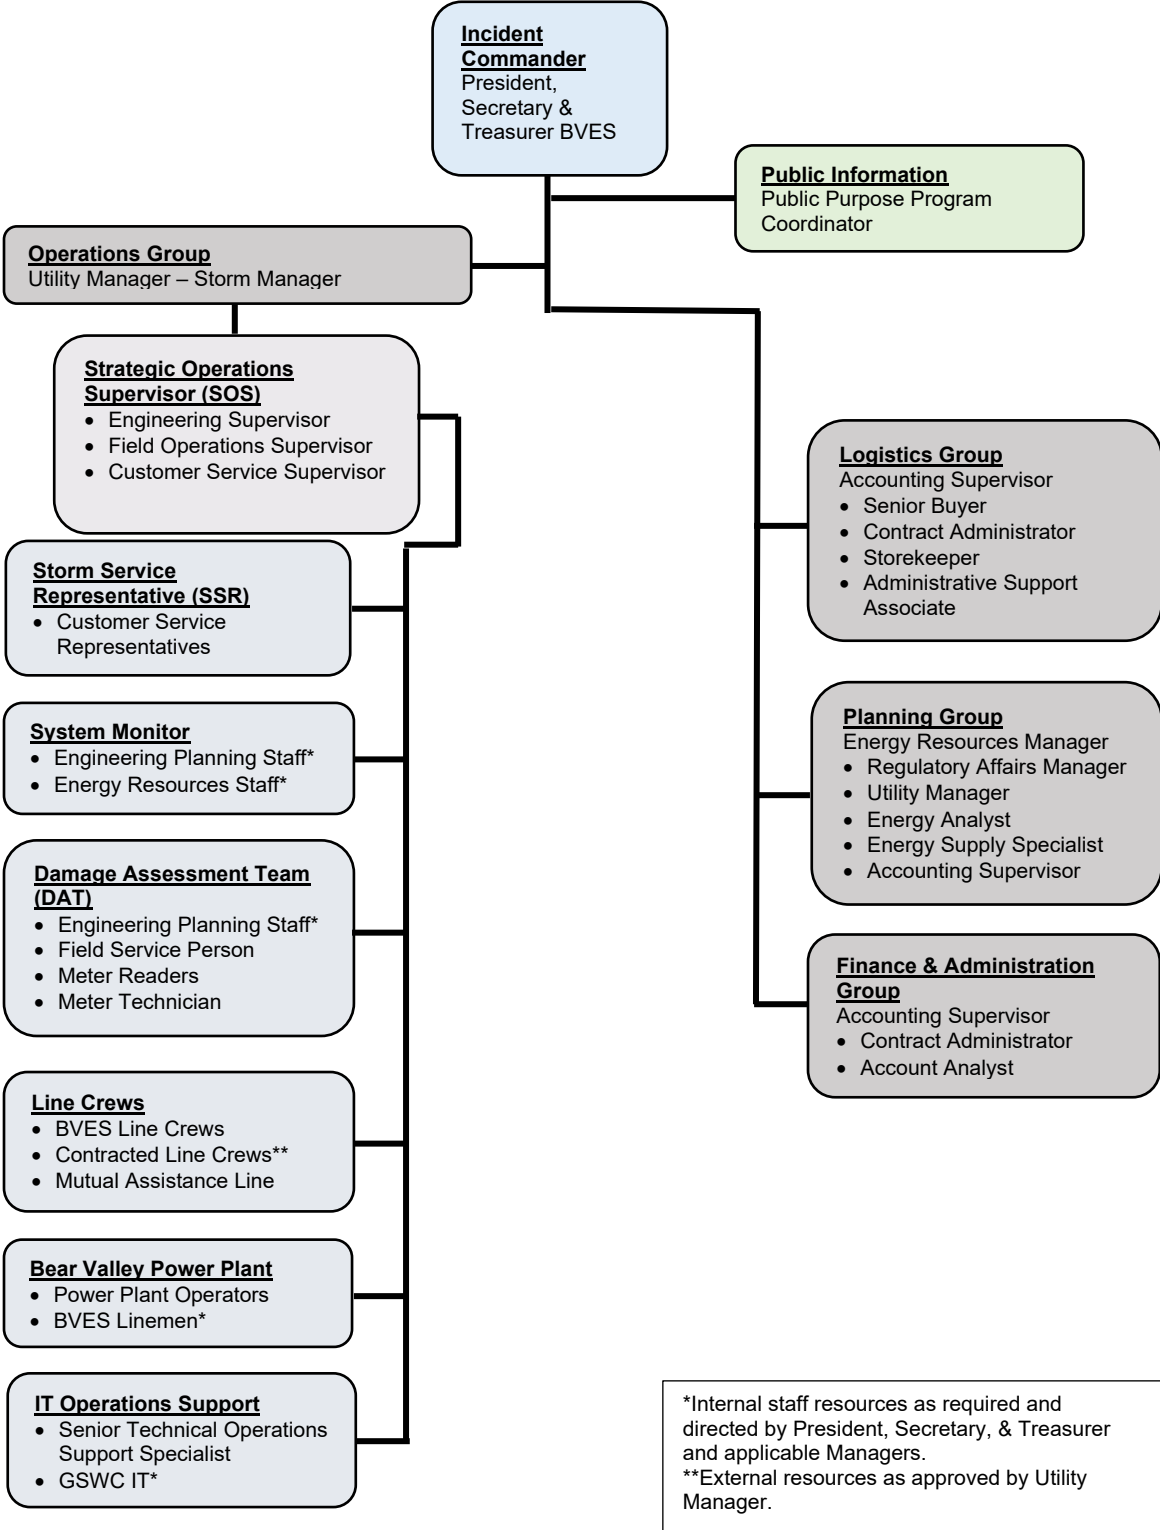 Incident
Commander
President,
Secretary &
Treasurer BVES
Public Information
Public Purpose Program
Coordinator
Operations Group
Utility Manager – Storm Manager
Strategic Operations
Supervisor (SOS)
• Engineering Supervisor
• Field Operations Supervisor
• Customer Service Supervisor
Storm Service
Representative (SSR)
• Customer Service
Representatives
System Monitor
• Engineering Planning Staff*
• Energy Resources Staff*
Damage Assessment Team
(DAT)
• Engineering Planning Staff*
• Field Service Person
• Meter Readers
• Meter Technician
Line Crews
• BVES Line Crews
• Contracted Line Crews**
• Mutual Assistance Line
Bear Valley Power Plant
• Power Plant Operators
• BVES Linemen*
IT Operations Support
• Senior Technical Operations
Support Specialist
• GSWC IT*
Logistics Group
Accounting Supervisor
• Senior Buyer
• Contract Administrator
• Storekeeper
• Administrative Support
Associate
Planning Group
Energy Resources Manager
• Regulatory Affairs Manager
• Utility Manager
• Energy Analyst
• Energy Supply Specialist
• Accounting Supervisor
Finance & Administration
Group
Accounting Supervisor
• Contract Administrator
• Account Analyst
*Internal staff resources as required and
directed by President, Secretary, & Treasurer
and applicable Managers.
**External resources as approved by Utility
Manager.